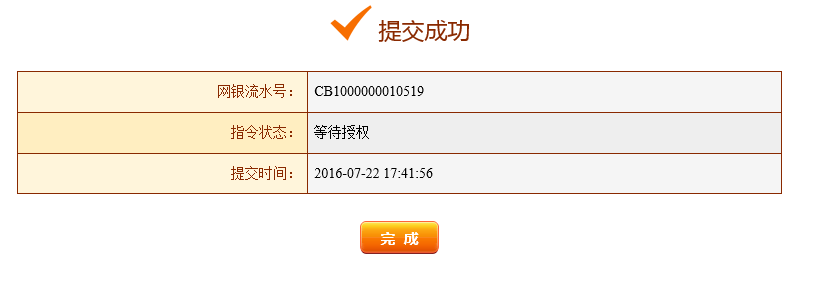 提交成功
网银流水号： CB1000000010519
指令状态： 等待授权
提交时间： 2016-07-22 17:41:56
完 成